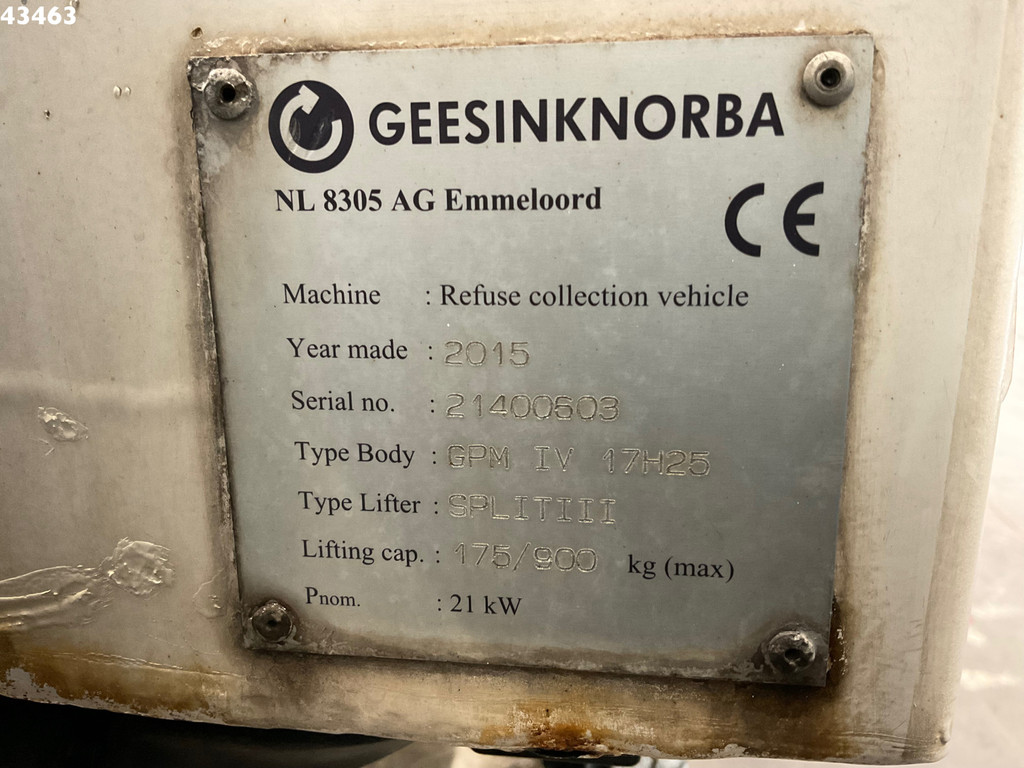 43463
GEESINKNORBA
NL 8305 AG Emmeloord
CE
Machine : Refuse collection vehicle
Year made : 2015
Serial no. : 21400603
Type Body : GPM IV 17H25
Type Lifter : SPLITIII
Lifting cap. : 175/900 kg (max)
Pnom. : 21 kW